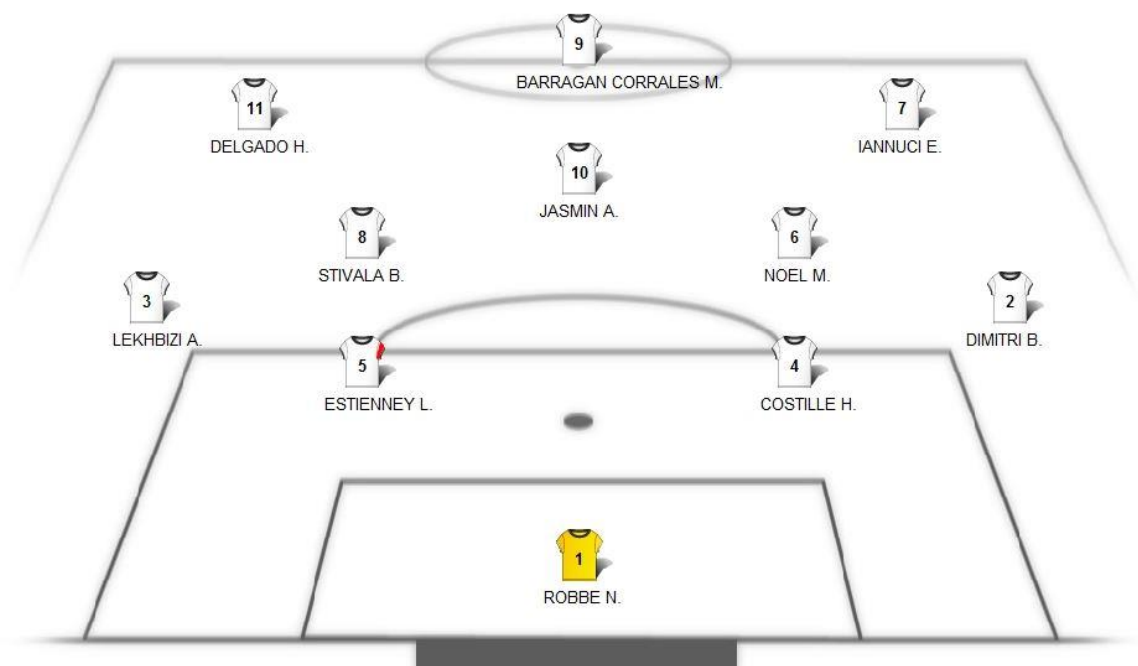 9
BARRAGAN CORRALES M.
11
DELGADO H.
7
IANNUCI E.
10
JASMIN A.
8
STIVALA B.
6
NOEL M.
3
LEKHBIZI A.
2
DIMITRI B.
5
ESTIENNEY L.
4
COSTILLE H.
1
ROBBE N.